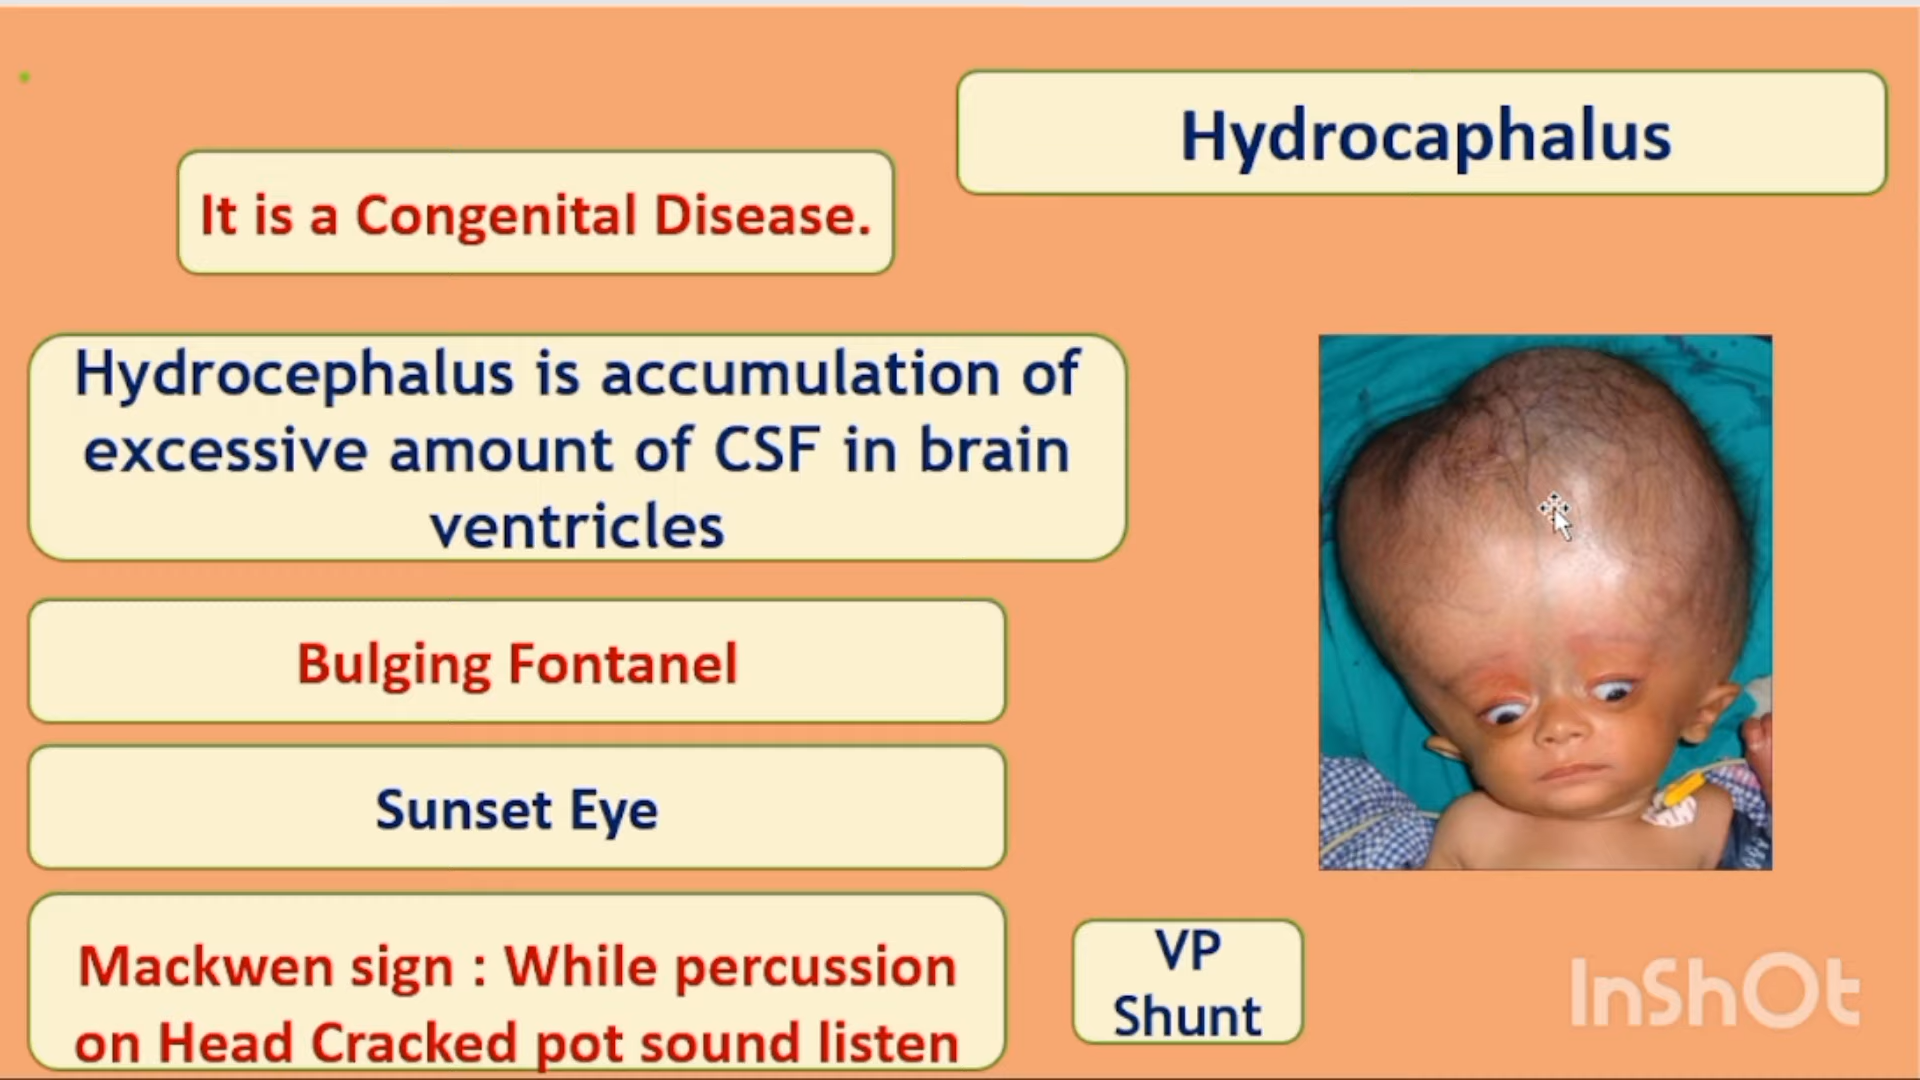 Hydrocaphalus
It is a Congenital Disease.
Hydrocephalus is accumulation of
excessive amount of CSF in brain
ventricles
Bulging Fontanel
Sunset Eye
Mackwen sign : While percussion
on Head Cracked pot sound listen
VP
Shunt
InShOt